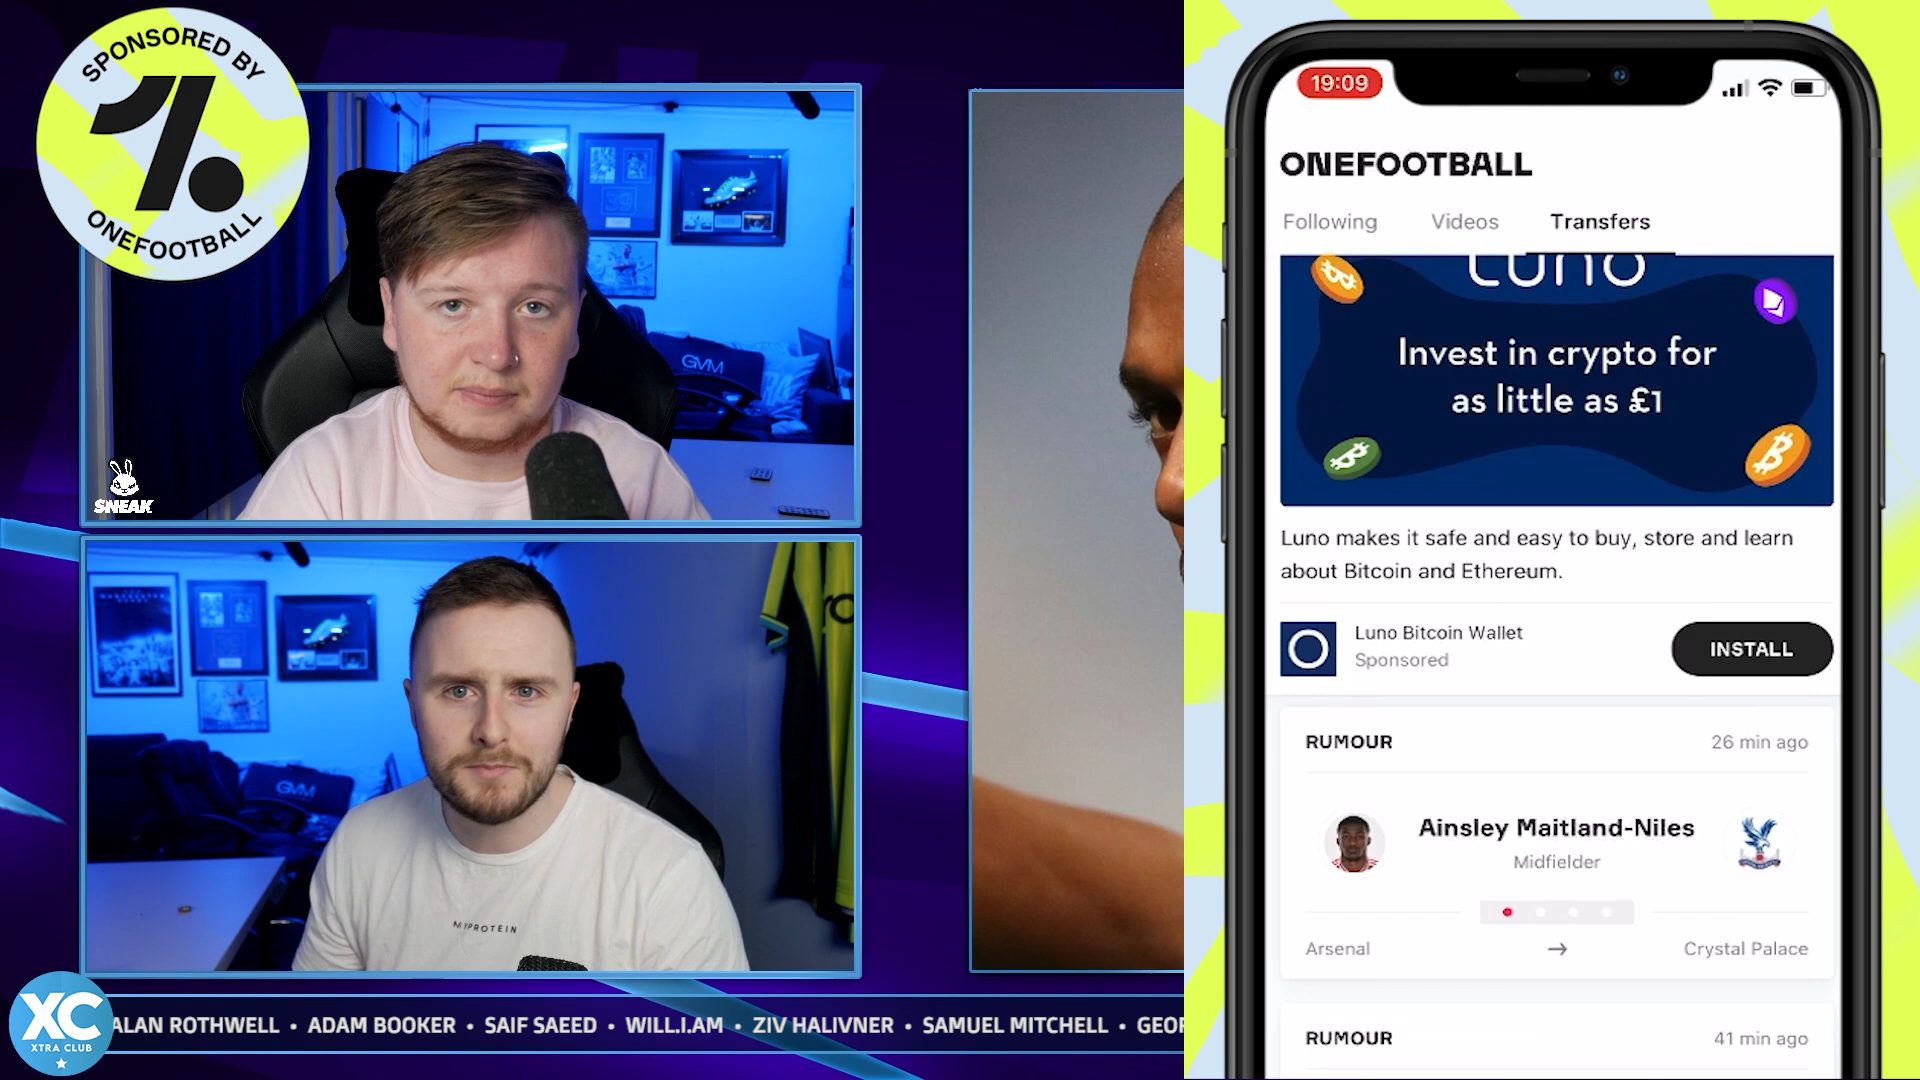 SPONSORED BY
ONEFOOTBALL
SNEAK
GVM
GVM
MYPROTEIN
XC
XTRA CLUB
ALAN ROTHWELL • ADAM BOOKER • SAIF SAEED • WILL.I.AM • ZIV HALIVNER • SAMUEL MITCHELL •
19:09
ONEFOOTBALL
Following Videos Transfers
Luno
Invest in crypto for
as little as £1
Luno makes it safe and easy to buy, store and learn
about Bitcoin and Ethereum.
Luno Bitcoin Wallet
Sponsored
INSTALL
RUMOUR 26 min ago
Ainsley Maitland-Niles
Midfielder
Arsenal → Crystal Palace
RUMOUR 41 min ago